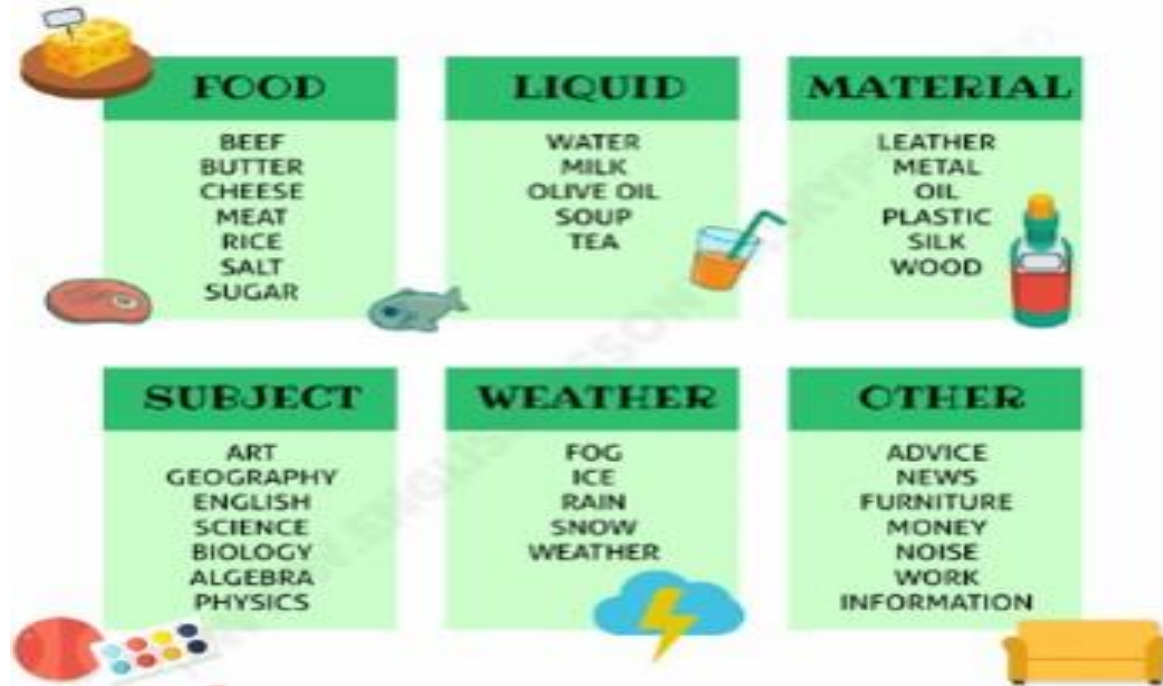 FOOD
BEEF
BUTTER
CHEESE
MEAT
RICE
SALT
SUGAR
LIQUID
WATER
MILK
OLIVE OIL
SOUP
TEA
MATERIAL
LEATHER
METAL
OIL
PLASTIC
SILK
WOOD
SUBJECT
ART
GEOGRAPHY
ENGLISH
SCIENCE
BIOLOGY
ALGEBRA
PHYSICS
WEATHER
FOG
ICE
RAIN
SNOW
WEATHER
OTHER
ADVICE
NEWS
FURNITURE
MONEY
NOISE
WORK
INFORMATION